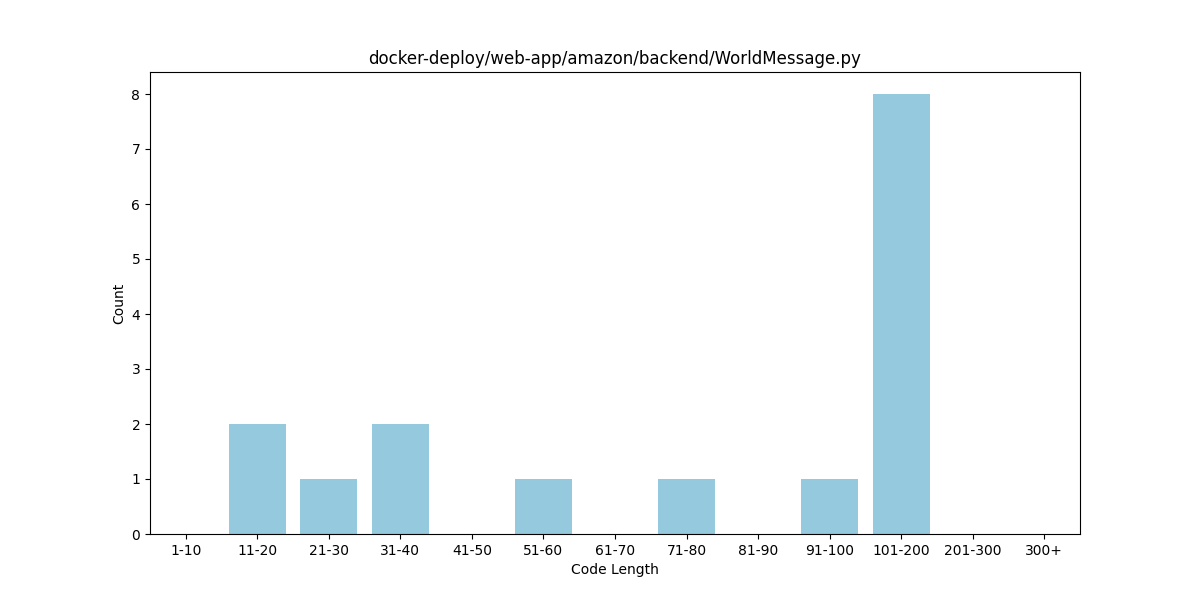 docker-deploy/web-app/amazon/backend/WorldMessage.py
8
7
6
5
4
3
2
1
0
Count
1-10 11-20 21-30 31-40 41-50 51-60 61-70 71-80 81-90 91-100 101-200 201-300 300+
Code Length